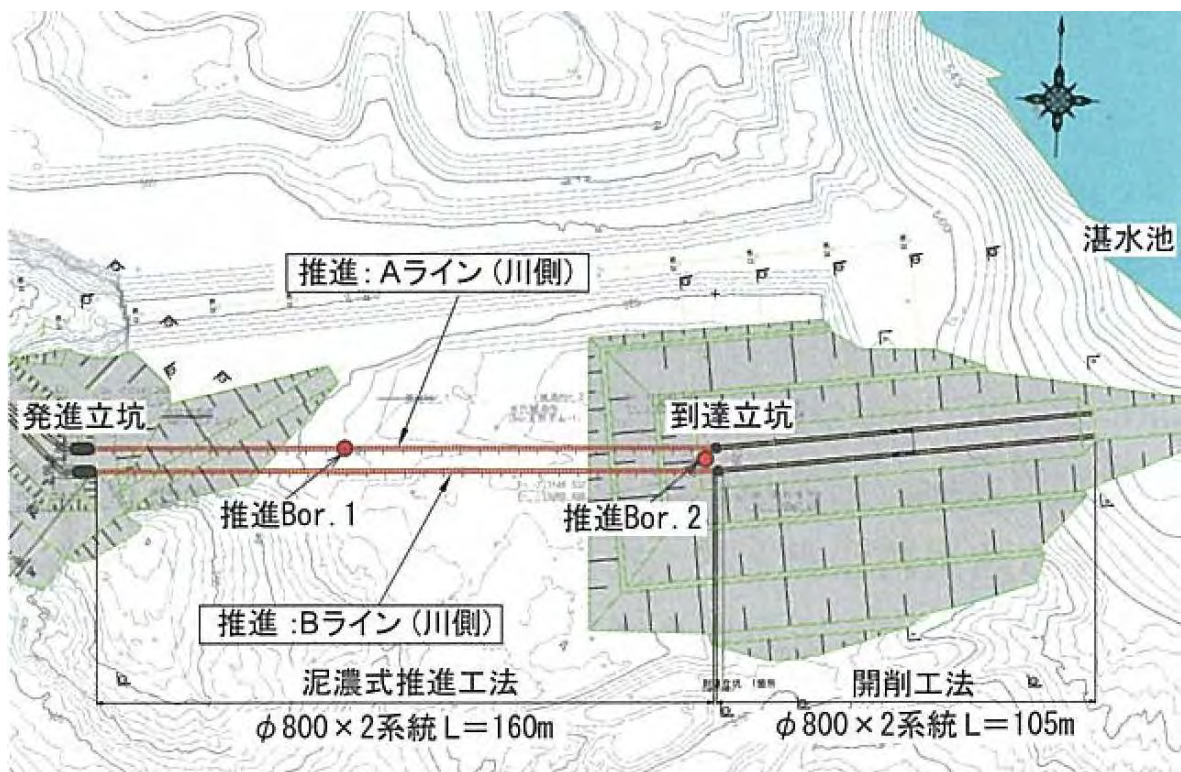 湛水池
推進：Aライン（川側）
発進立坑
到達立坑
推進Bor.1
推進Bor.2
推進：Bライン（川側）
泥濃式推進工法
開削工法
φ800×2系統 L＝160m
φ800×2系統 L＝105m